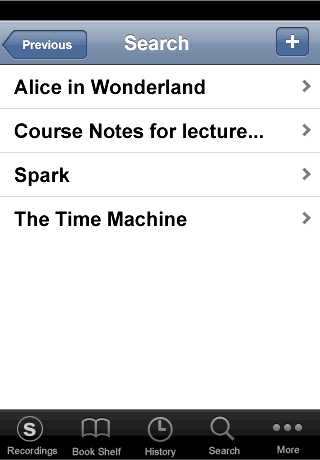 Previous
Search
+
Alice in Wonderland
Course Notes for lecture...
Spark
The Time Machine
S
Recordings
Book Shelf
History
Search
More